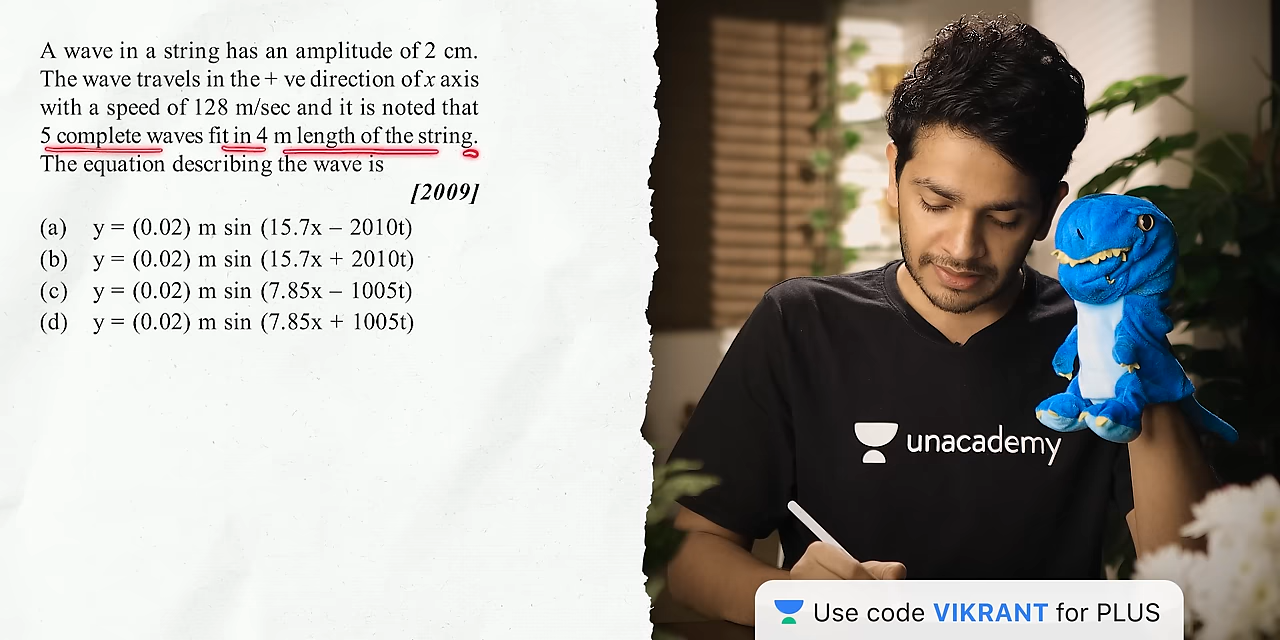 A wave in a string has an amplitude of 2 cm.
The wave travels in the + ve direction of x axis
with a speed of 128 m/sec and it is noted that
5 complete waves fit in 4 m length of the string.
The equation describing the wave is
[2009]
(a) y = (0.02) m sin (15.7x – 2010t)
(b) y = (0.02) m sin (15.7x + 2010t)
(c) y = (0.02) m sin (7.85x – 1005t)
(d) y = (0.02) m sin (7.85x + 1005t)
unacademy
Use code VIKRANT for PLUS